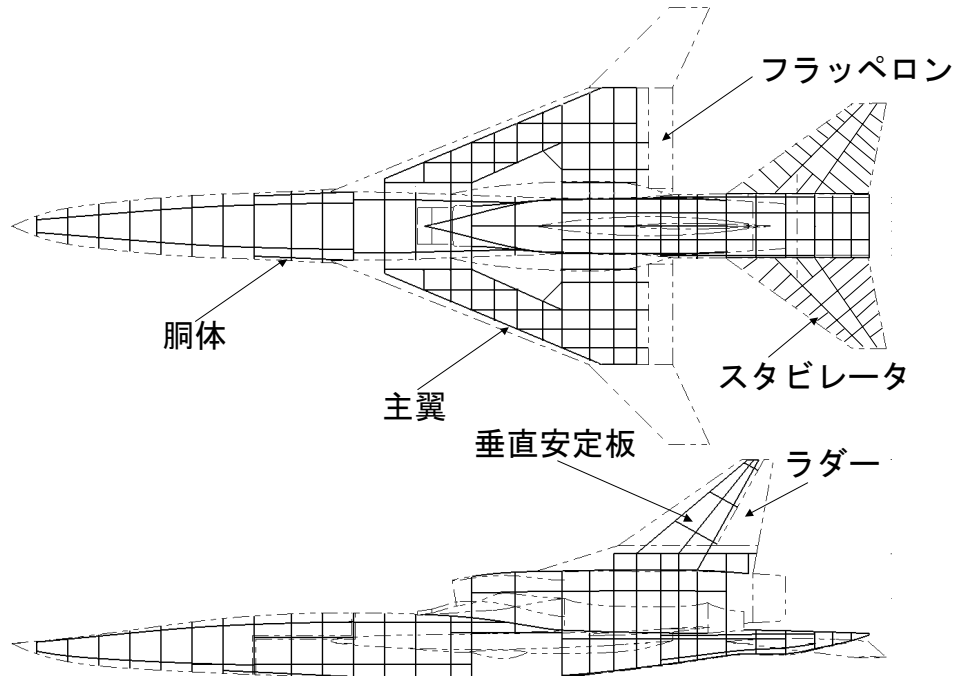 フラッペロン
胴体
スタビレータ
主翼
垂直安定板
ラダー